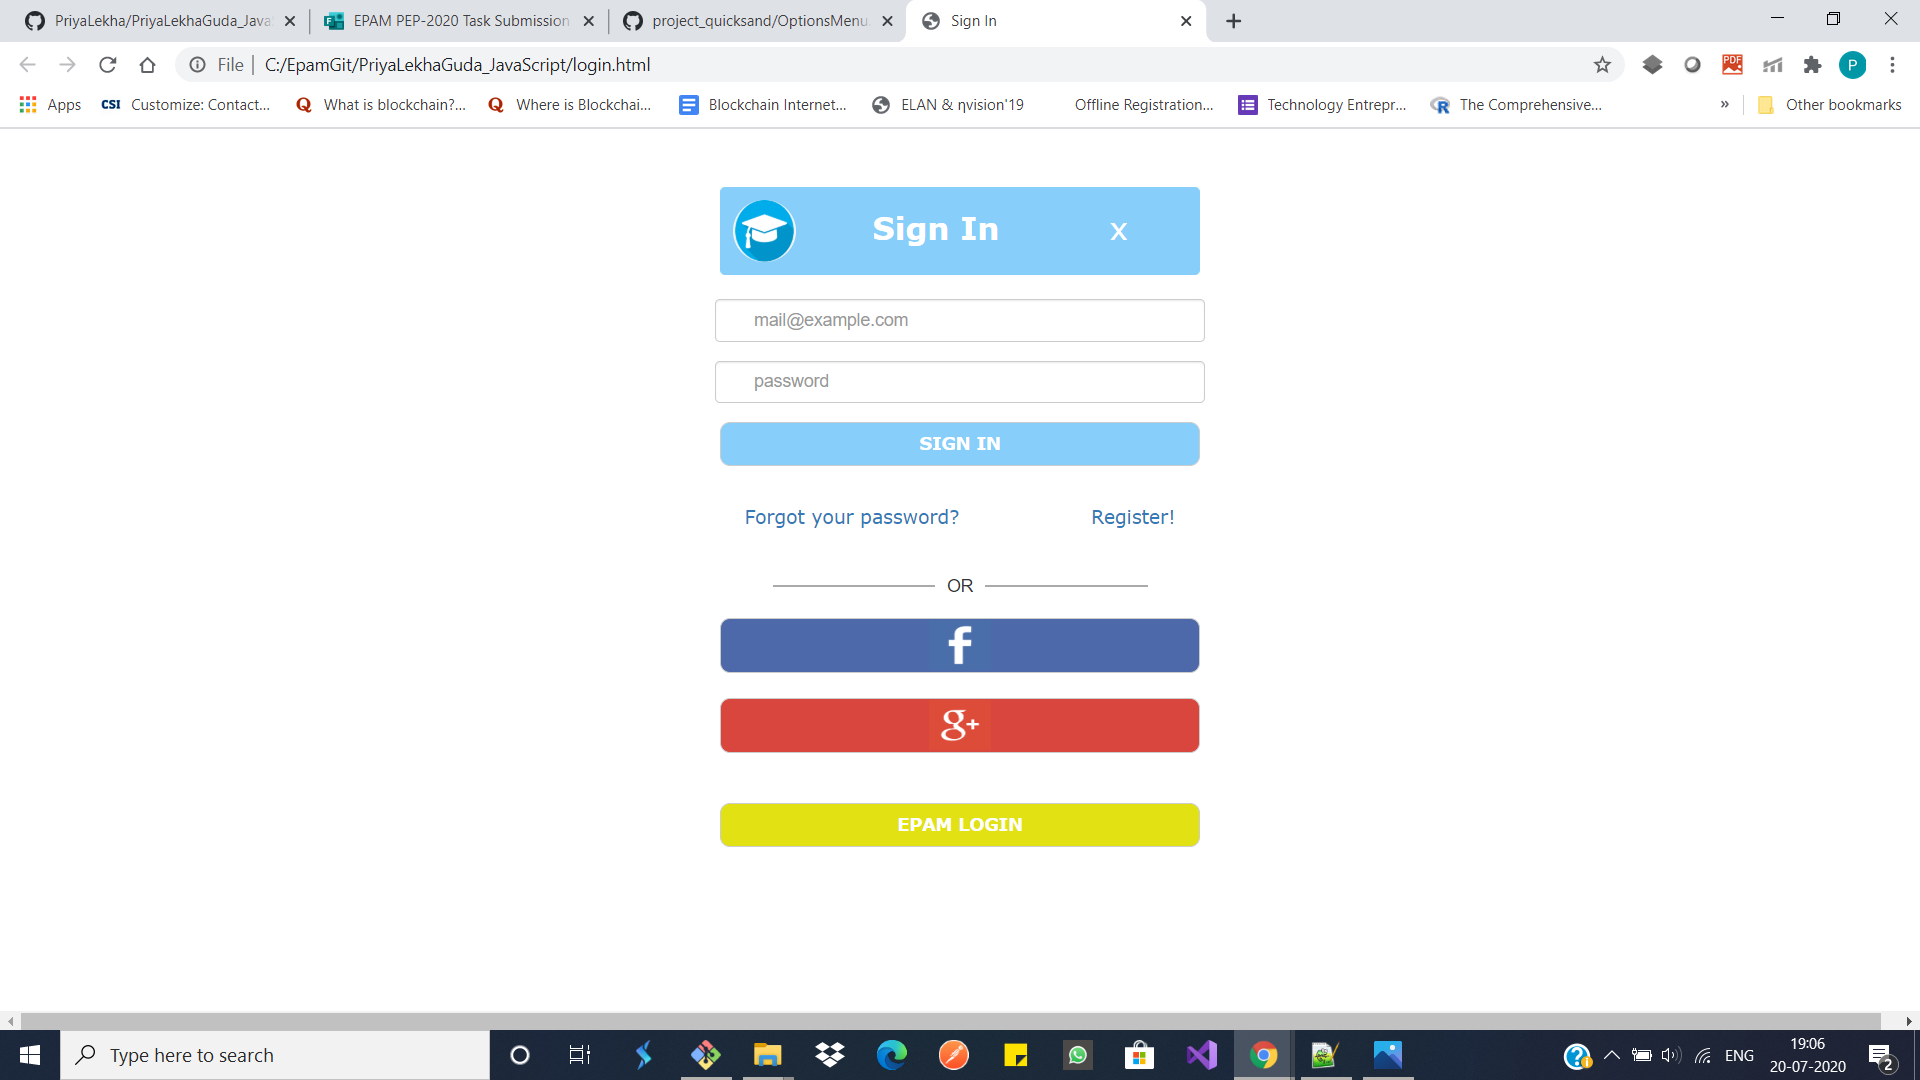 PriyaLekha/PriyaLekhaGuda_Java
EPAM PEP-2020 Task Submission
project_quicksand/OptionsMenu
Sign In
File
C:/EpamGit/PriyaLekhaGuda_JavaScript/login.html
PDF
P
Apps
CSI Customize: Contact...
What is blockchain?...
Where is Blockchai...
Blockchain Internet...
ELAN & ηvision'19
Offline Registration...
Technology Entrepr...
The Comprehensive...
»
Other bookmarks
Sign In
x
mail@example.com
password
SIGN IN
Forgot your password?
Register!
OR
f
g+
EPAM LOGIN
Type here to search
ENG
19:06
20-07-2020
2